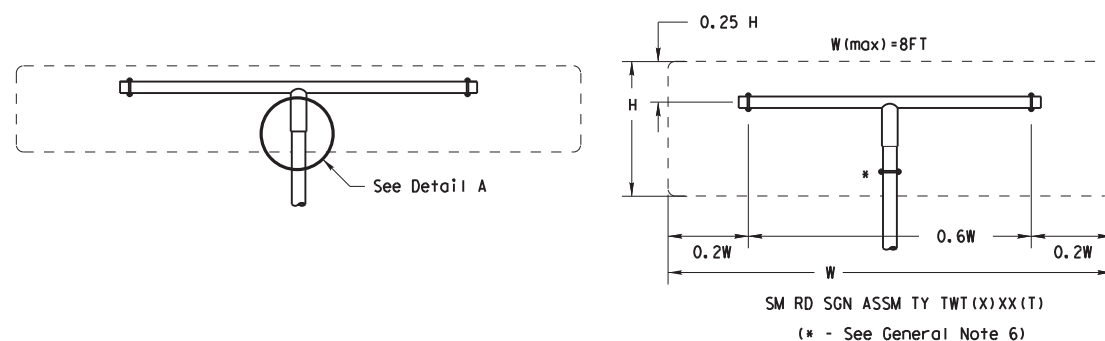 0.25 H
W(max)=8FT
H
*
See Detail A
0.2W
0.6W
0.2W
W
SM RD SGN ASSM TY TWT(X)XX(T)
(* - See General Note 6)